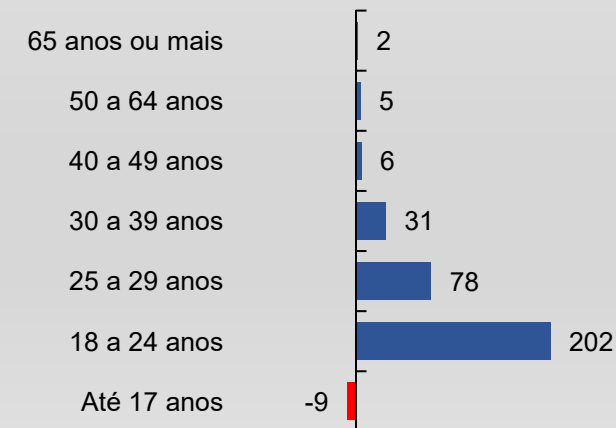 65 anos ou mais 2
50 a 64 anos 5
40 a 49 anos 6
30 a 39 anos 31
25 a 29 anos 78
18 a 24 anos 202
Até 17 anos -9